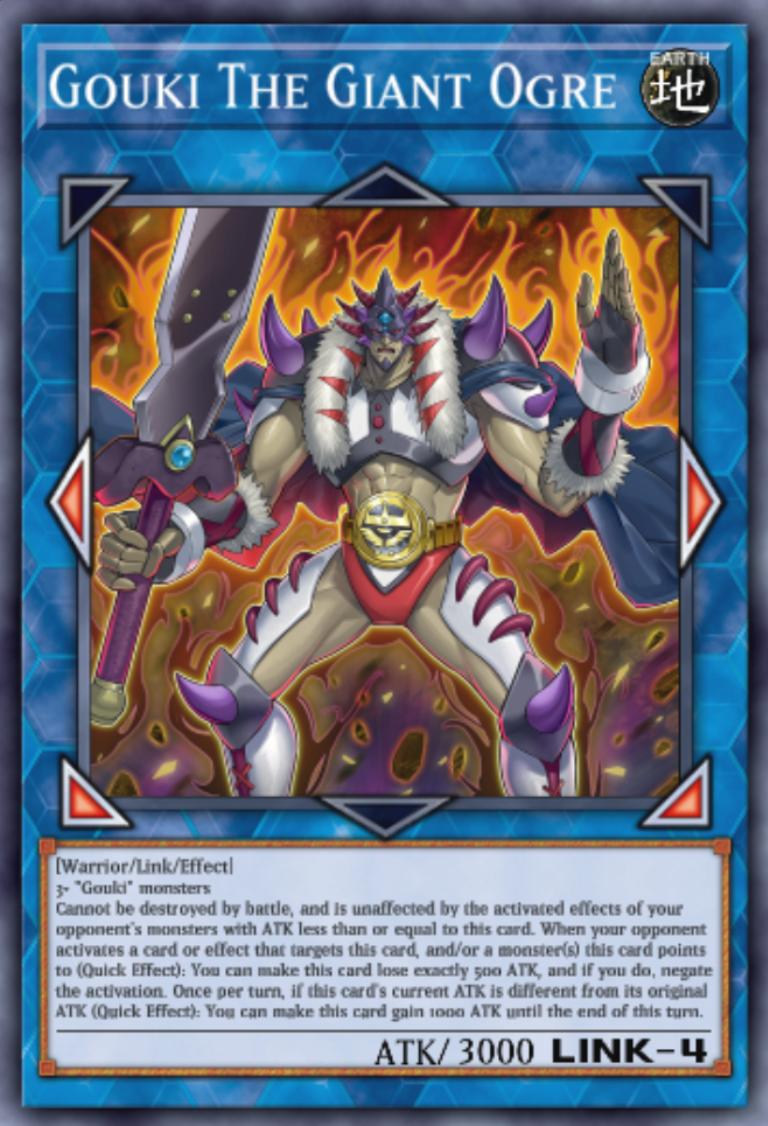 GOUKI THE GIANT OGRE
EARTH
地
[Warrior/Link/Effect]
3+ "Gouki" monsters
Cannot be destroyed by battle, and is unaffected by the activated effects of your
opponent's monsters with ATK less than or equal to this card. When your opponent
activates a card or effect that targets this card, and/or a monster(s) this card points
to (Quick Effect): You can make this card lose exactly 500 ATK, and if you do, negate
the activation. Once per turn, if this card's current ATK is different from its original
ATK (Quick Effect): You can make this card gain 1000 ATK until the end of this turn.
ATK/ 3000 LINK-4